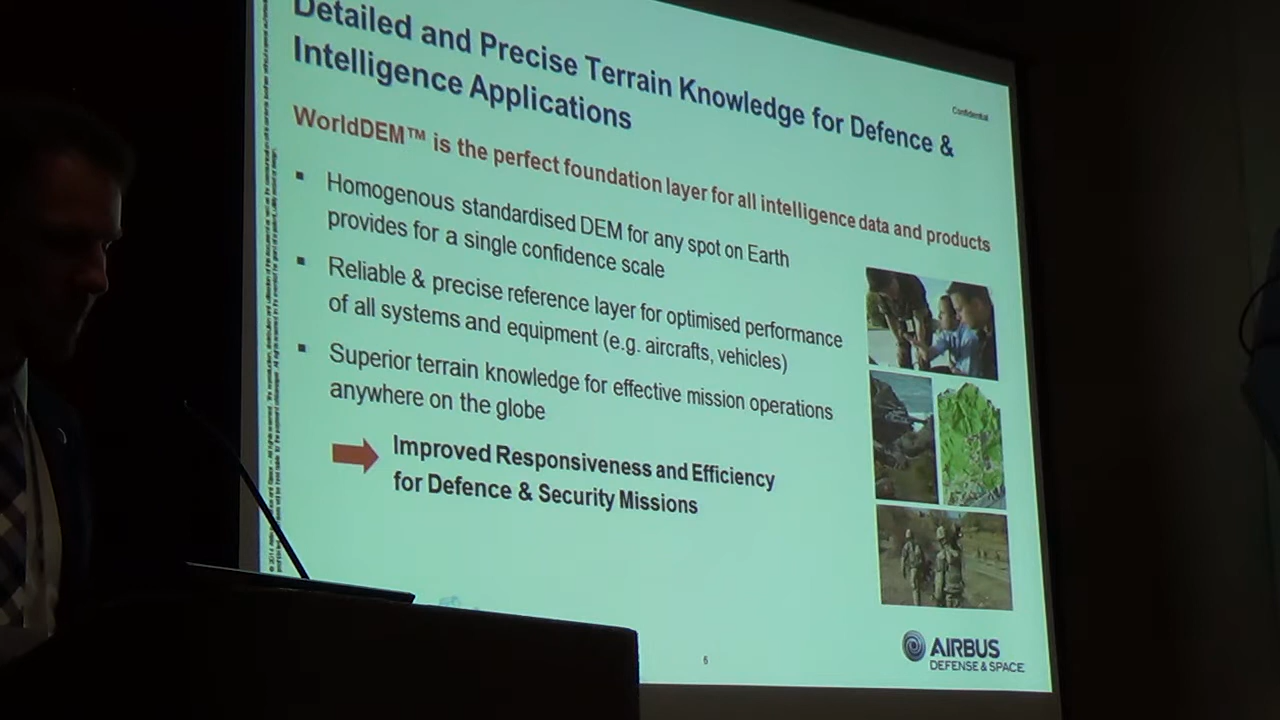 Detailed and Precise Terrain Knowledge for Defence &
Intelligence Applications
Confidential
WorldDEM™ is the perfect foundation layer for all intelligence data and products
▪ Homogenous standardised DEM for any spot on Earth
provides for a single confidence scale
▪ Reliable & precise reference layer for optimised performance
of all systems and equipment (e.g. aircrafts, vehicles)
▪ Superior terrain knowledge for effective mission operations
anywhere on the globe
Improved Responsiveness and Efficiency
for Defence & Security Missions
6
AIRBUS
DEFENSE & SPACE